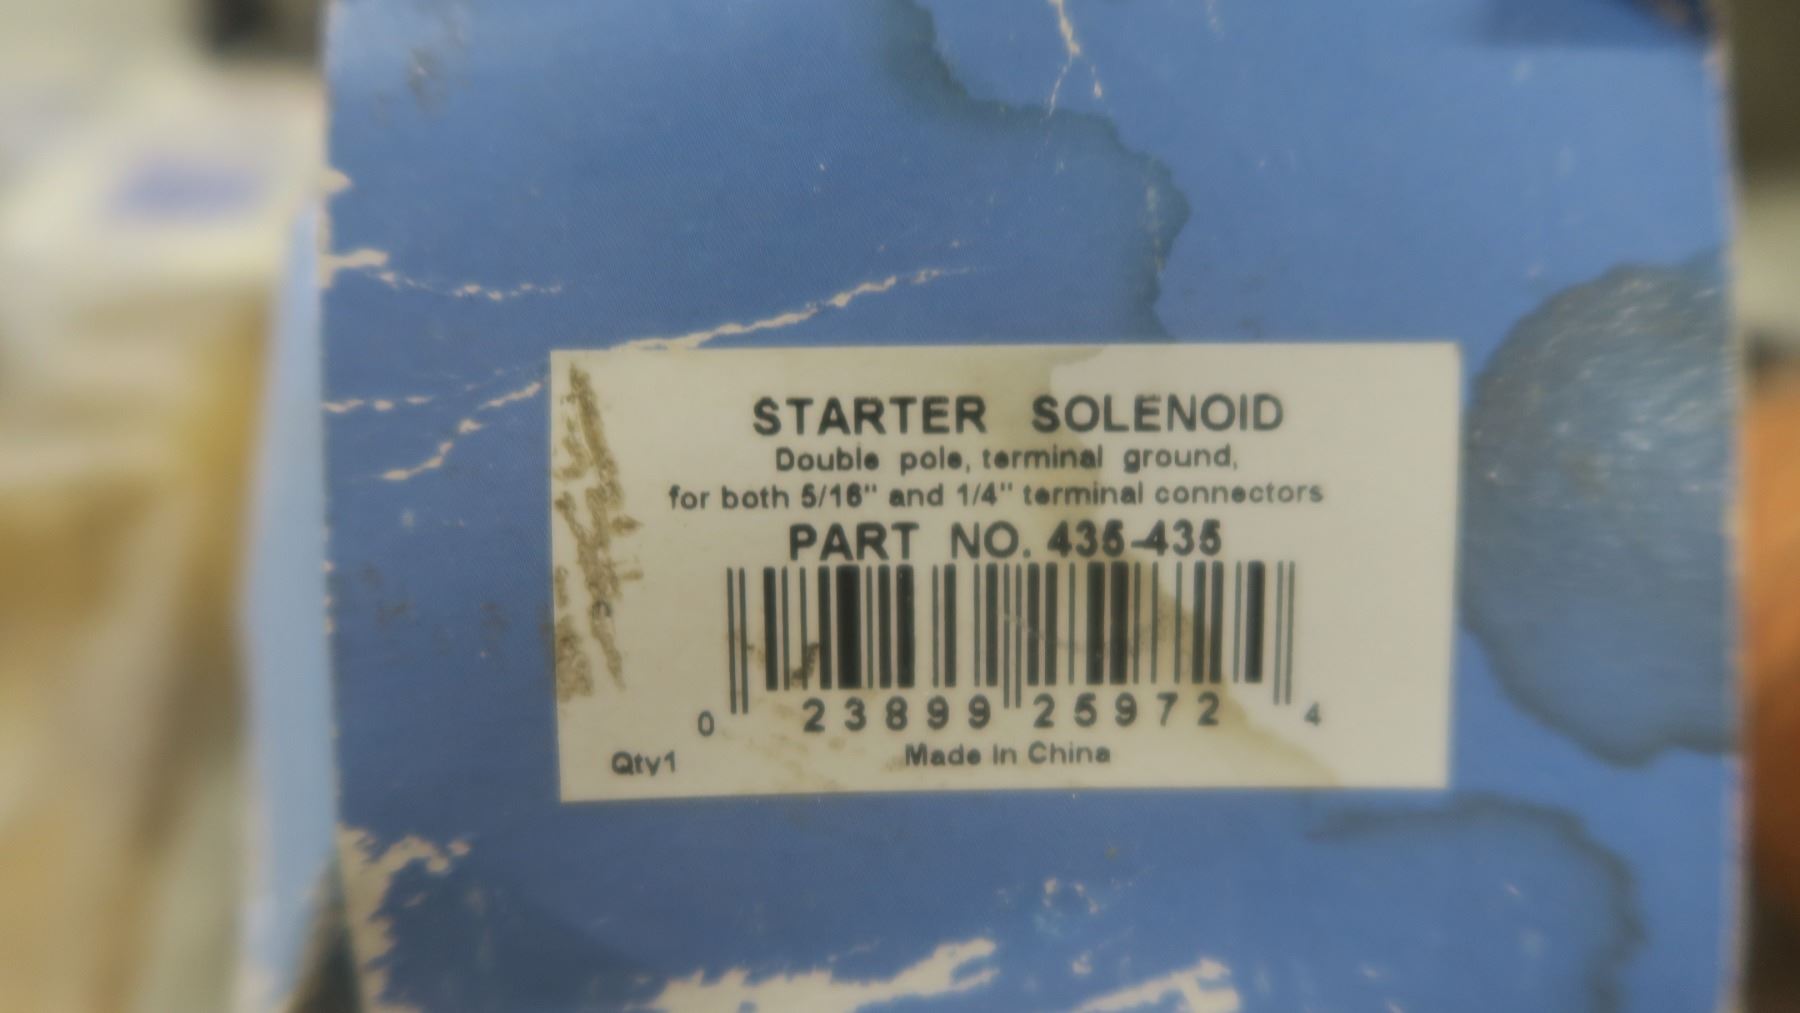 STARTER SOLENOID
Double pole, terminal ground,
for both 5/16" and 1/4" terminal connectors
PART NO. 435-435
0 23899 25972 4
Qty1
Made In China